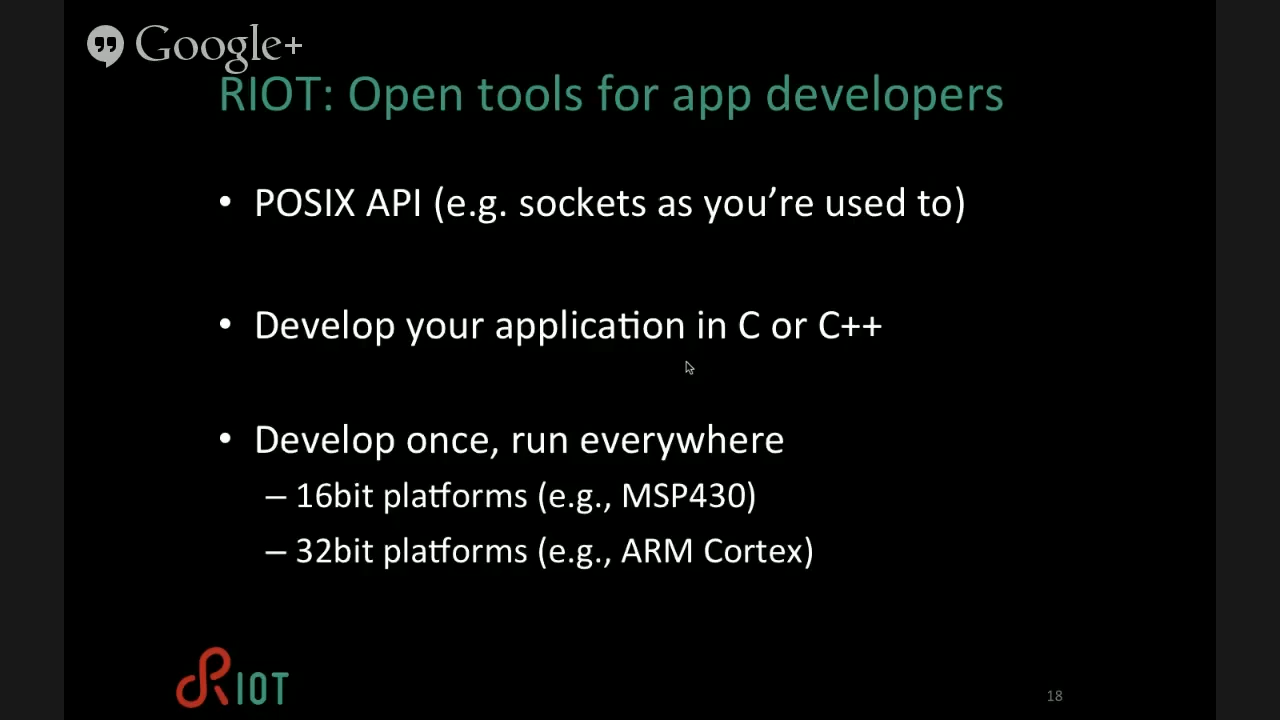 Google+
RIOT: Open tools for app developers
• POSIX API (e.g. sockets as you’re used to)
• Develop your application in C or C++
• Develop once, run everywhere
– 16bit platforms (e.g., MSP430)
– 32bit platforms (e.g., ARM Cortex)
RIOT
18